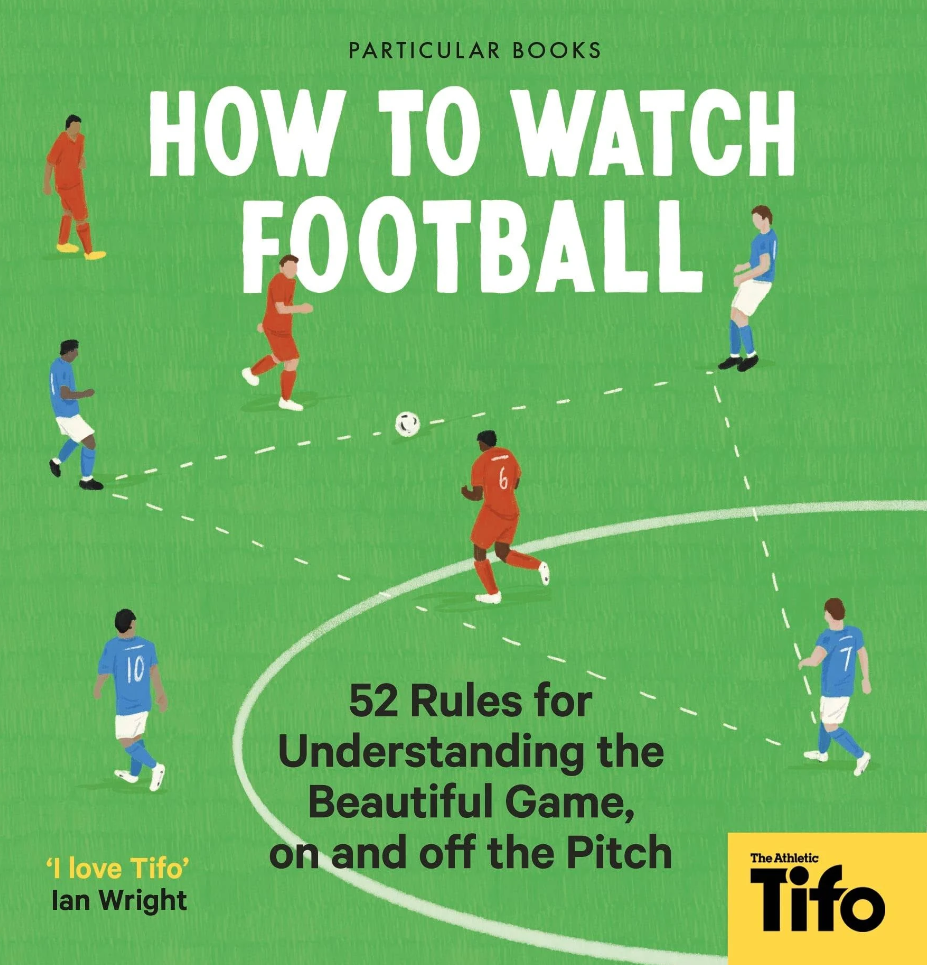 PARTICULAR BOOKS
HOW TO WATCH
FOOTBALL
6
10
7
52 Rules for
Understanding the
Beautiful Game,
on and off the Pitch
‘I love Tifo’
Ian Wright
The Athletic
Tifo